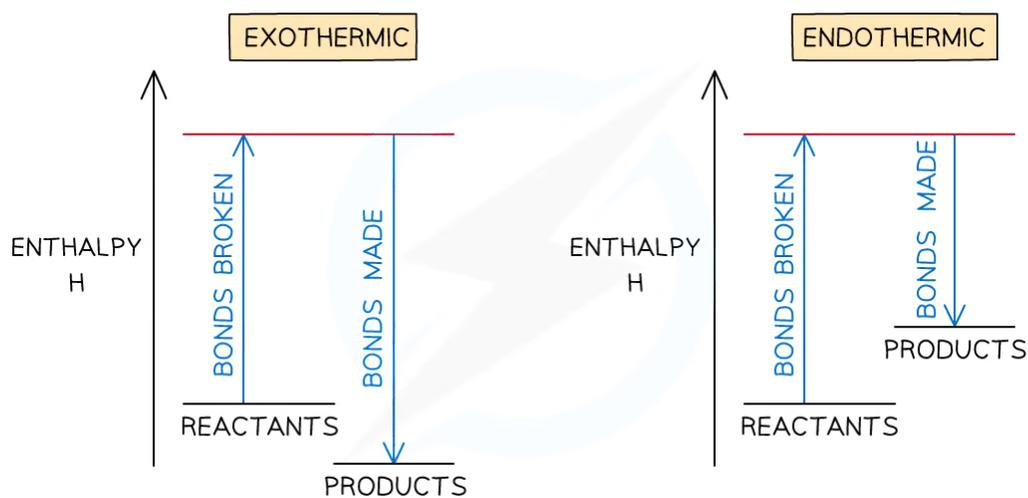 EXOTHERMIC
ENTHALPY
H
BONDS BROKEN
BONDS MADE
REACTANTS
PRODUCTS
ENDOTHERMIC
ENTHALPY
H
BONDS BROKEN
BONDS MADE
PRODUCTS
REACTANTS